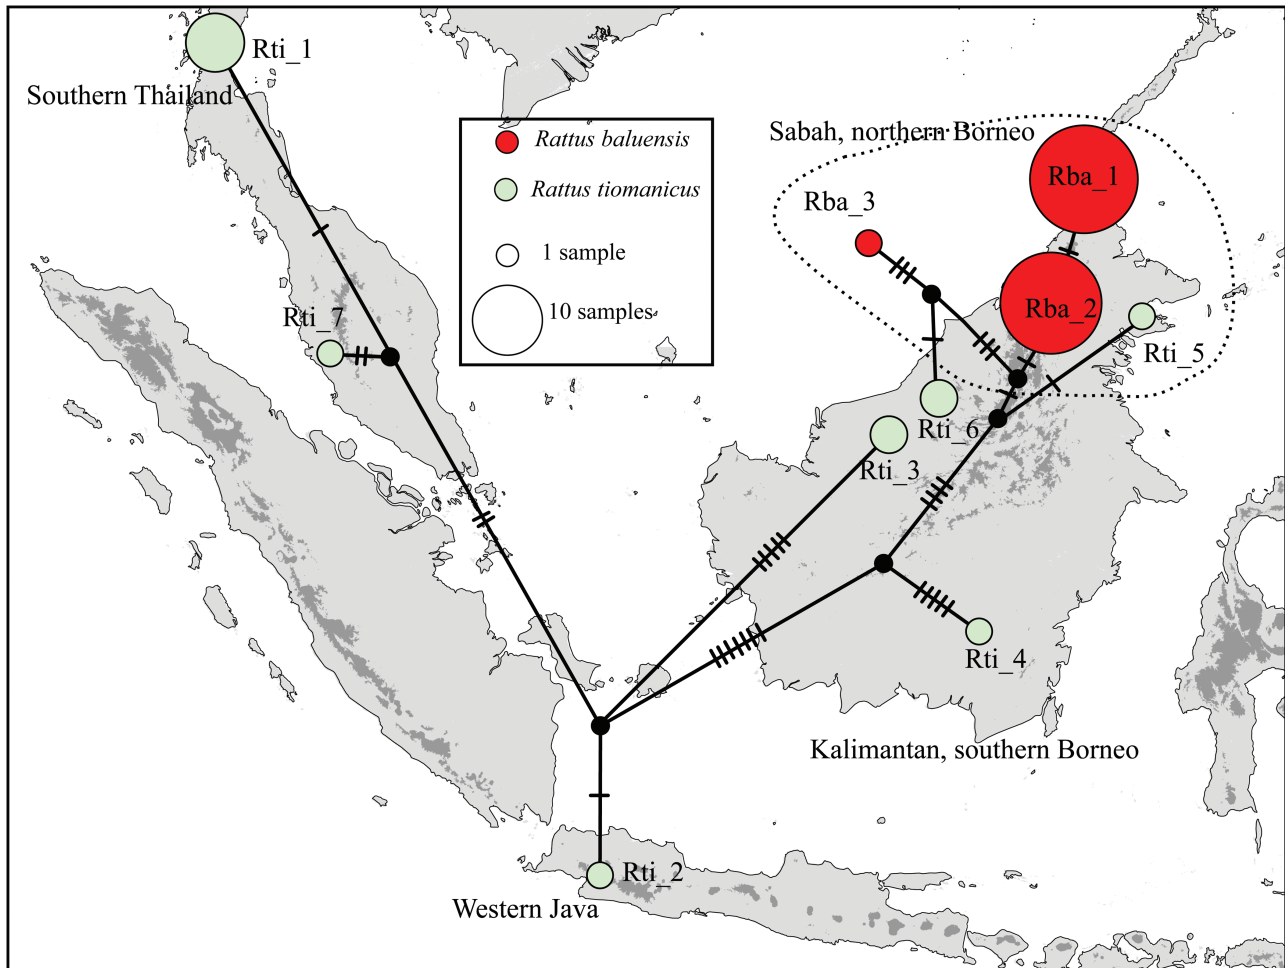 Rti_1
Southern Thailand
Rattus baluensis
Rattus tiomanicus
1 sample
10 samples
Sabah, northern Borneo
Rba_1
Rba_3
Rba_2
Rti_7
Rti_5
Rti_6
Rti_3
Rti_4
Kalimantan, southern Borneo
Rti_2
Western Java